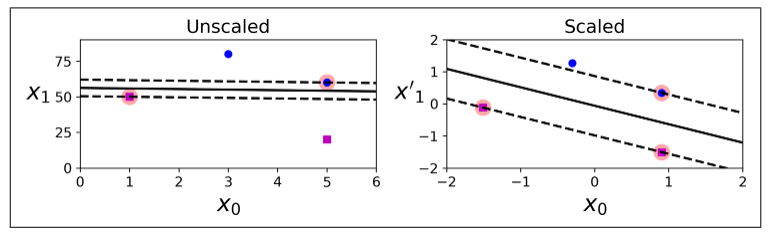 Unscaled
75
50
25
0
x₁
0 1 2 3 4 5 6
x₀
Scaled
2
1
0
−1
−2
x′₁
−2 −1 0 1 2
x₀